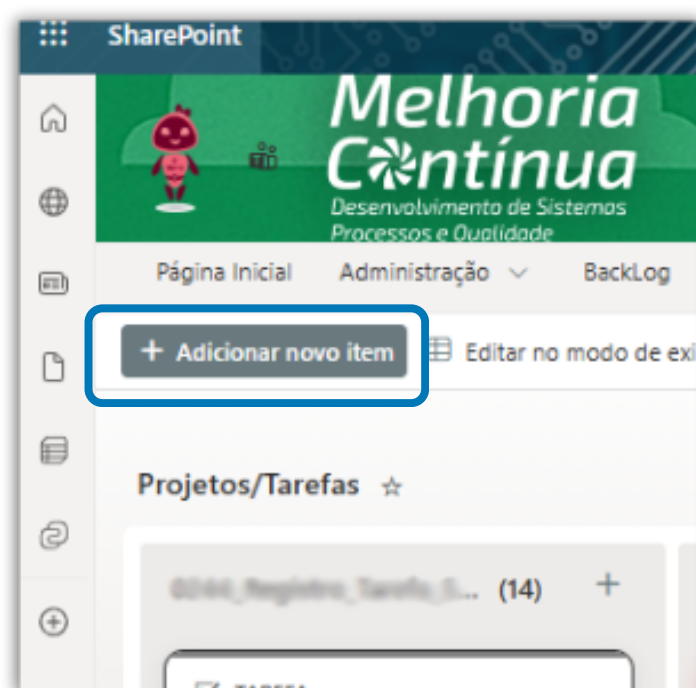 SharePoint
Melhoria
Contínua
Desenvolvimento de Sistemas
Processos e Qualidade
Página Inicial Administração BackLog
+ Adicionar novo item Editar no modo de exi
Projetos/Tarefas
... (14) +
TAREFA